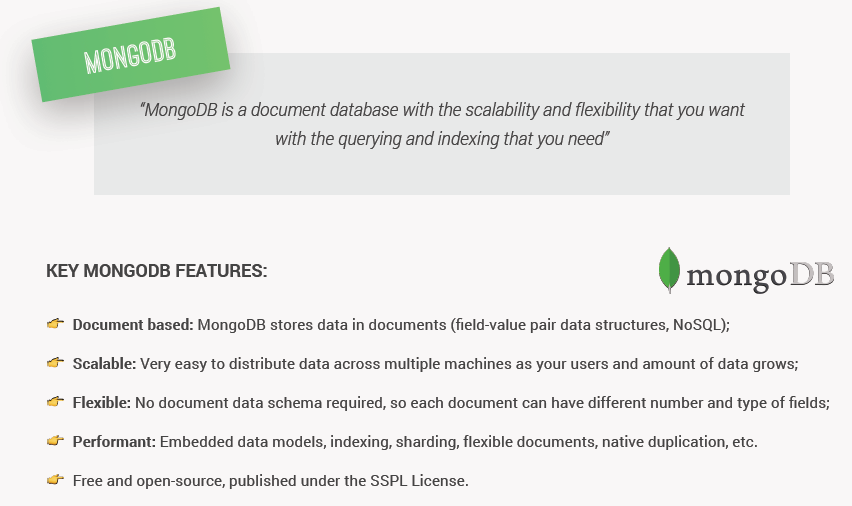 MONGODB
“MongoDB is a document database with the scalability and flexibility that you want
with the querying and indexing that you need”
KEY MONGODB FEATURES:
mongoDB
Document based: MongoDB stores data in documents (field-value pair data structures, NoSQL);
Scalable: Very easy to distribute data across multiple machines as your users and amount of data grows;
Flexible: No document data schema required, so each document can have different number and type of fields;
Performant: Embedded data models, indexing, sharding, flexible documents, native duplication, etc.
Free and open-source, published under the SSPL License.